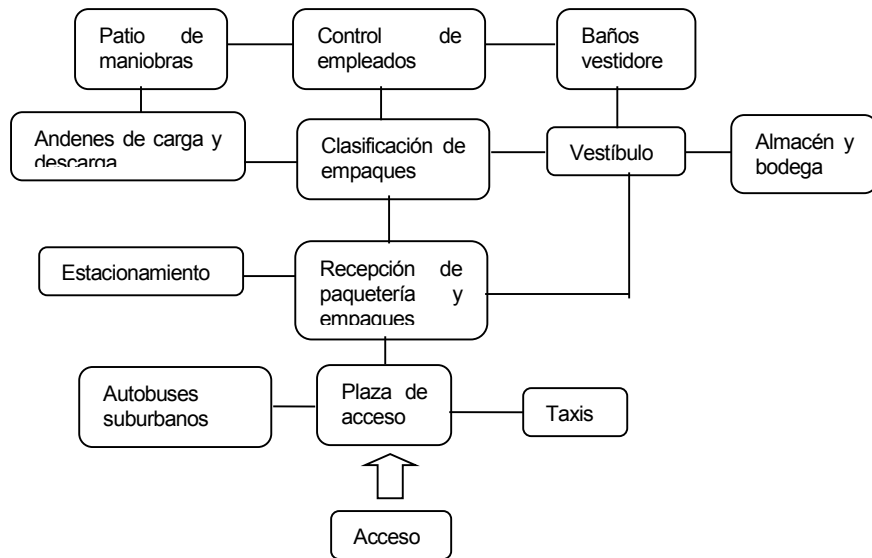 Patio de
maniobras
Control de
empleados
Baños
vestidore
Andenes de carga y
descarga
Clasificación de
empaques
Vestíbulo
Almacén y
bodega
Estacionamiento
Recepción de
paquetería y
empaques
Autobuses
suburbanos
Plaza de
acceso
Taxis
Acceso